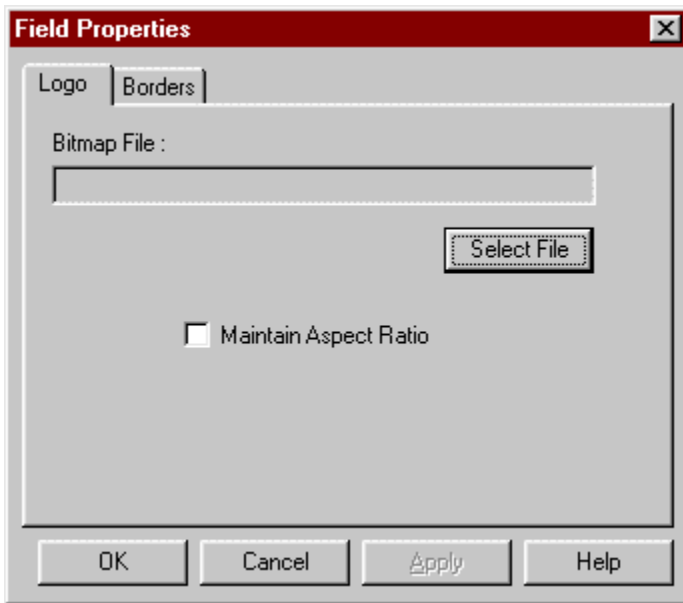 Field Properties
Logo Borders
Bitmap File :
Select File
Maintain Aspect Ratio
OK Cancel Apply Help